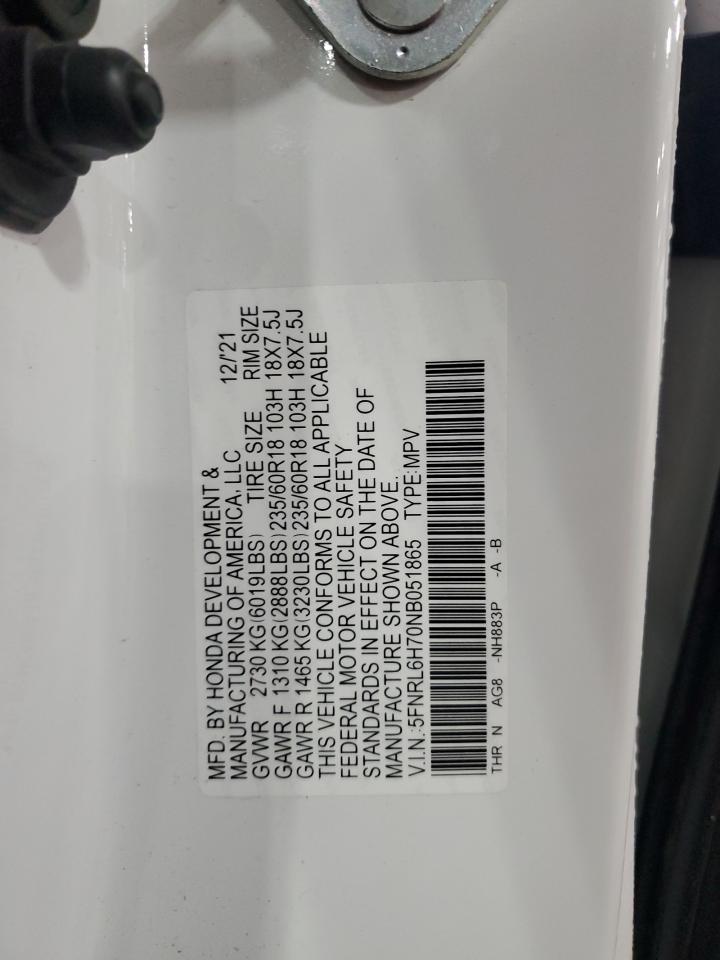 MFD. BY HONDA DEVELOPMENT &
MANUFACTURING OF AMERICA, LLC 12/'21
GVWR 2730 KG (6019LBS) TIRE SIZE RIM SIZE
GAWR F 1310 KG (2888LBS) 235/60R18 103H 18X7.5J
GAWR R 1465 KG (3230LBS) 235/60R18 103H 18X7.5J
THIS VEHICLE CONFORMS TO ALL APPLICABLE
FEDERAL MOTOR VEHICLE SAFETY
STANDARDS IN EFFECT ON THE DATE OF
MANUFACTURE SHOWN ABOVE.
V.I.N.:5FNRL6H70NB051865 TYPE:MPV
THR N AG8 -NH883P -A -B